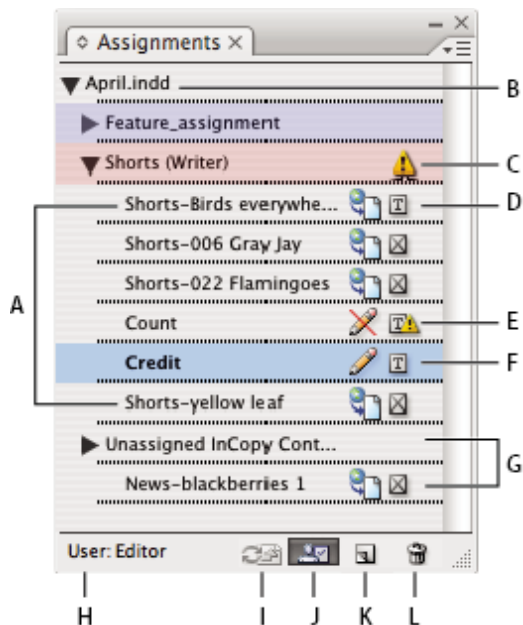 Assignments
April.indd
B
Feature_assignment
Shorts (Writer)
C
Shorts-Birds everywhe...
D
Shorts-006 Gray Jay
Shorts-022 Flamingoes
A
Count
E
Credit
F
Shorts-yellow leaf
Unassigned InCopy Cont...
G
News-blackberries 1
User: Editor
H I J K L